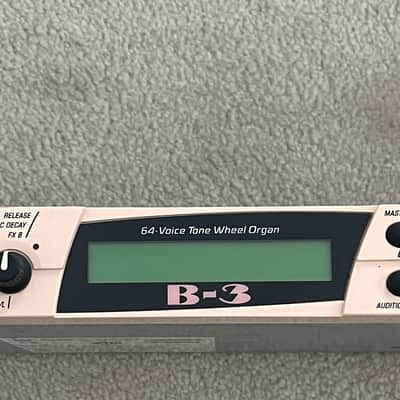 RELEASE
C DECAY
FX B
64-Voice Tone Wheel Organ
MAST
B-3
AUDITIO